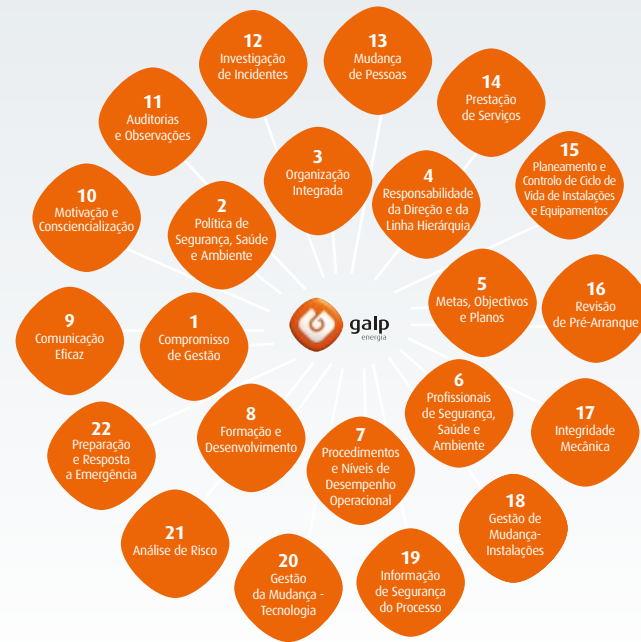 12
Investigação
de Incidentes
13
Mudança
de Pessoas
14
Prestação
de Serviços
11
Auditorias
e Observações
3
Organização
Integrada
4
Responsabilidade
da Direção e da
Linha Hierárquia
15
Planeamento e
Controlo de Ciclo de
Vida de Instalações
e Equipamentos
10
Motivação e
Consciencialização
2
Política de
Segurança, Saúde
e Ambiente
5
Metas, Objectivos
e Planos
16
Revisão
de Pré-Arranque
9
Comunicação
Eficaz
1
Compromisso
de Gestão
galp
energia
6
Profissionais
de Segurança,
Saúde e
Ambiente
17
Integridade
Mecânica
22
Preparação
e Resposta
a Emergência
8
Formação e
Desenvolvimento
7
Procedimentos
e Níveis de
Desempenho
Operacional
18
Gestão de
Mudança-
Instalações
21
Análise de Risco
20
Gestão
da Mudança -
Tecnologia
19
Informação
de Segurança
do Processo